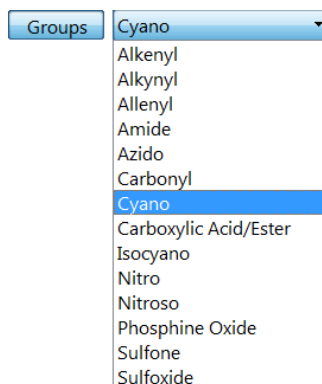 Groups Cyano
Alkenyl
Alkynyl
Allenyl
Amide
Azido
Carbonyl
Cyano
Carboxylic Acid/Ester
Isocyano
Nitro
Nitroso
Phosphine Oxide
Sulfone
Sulfoxide